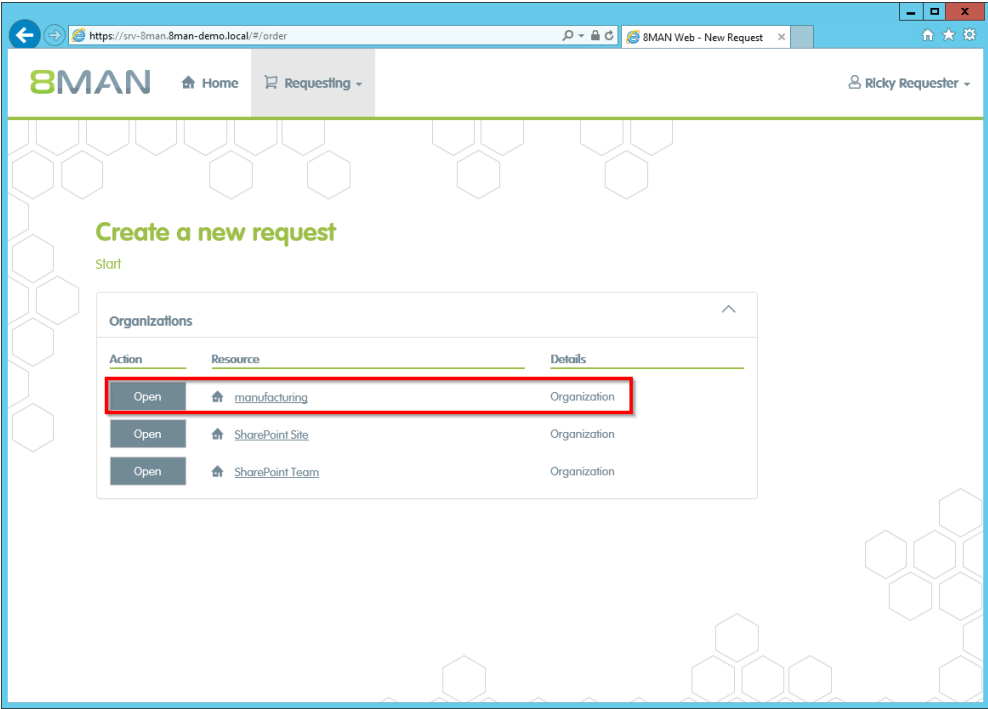 https://srv-8man.8man-demo.local/#/order
8MAN Web - New Request
8MAN Home Requesting Ricky Requester
Create a new request
Start
Organizations
Action Resource Details
Open manufacturing Organization
Open SharePoint Site Organization
Open SharePoint Team Organization